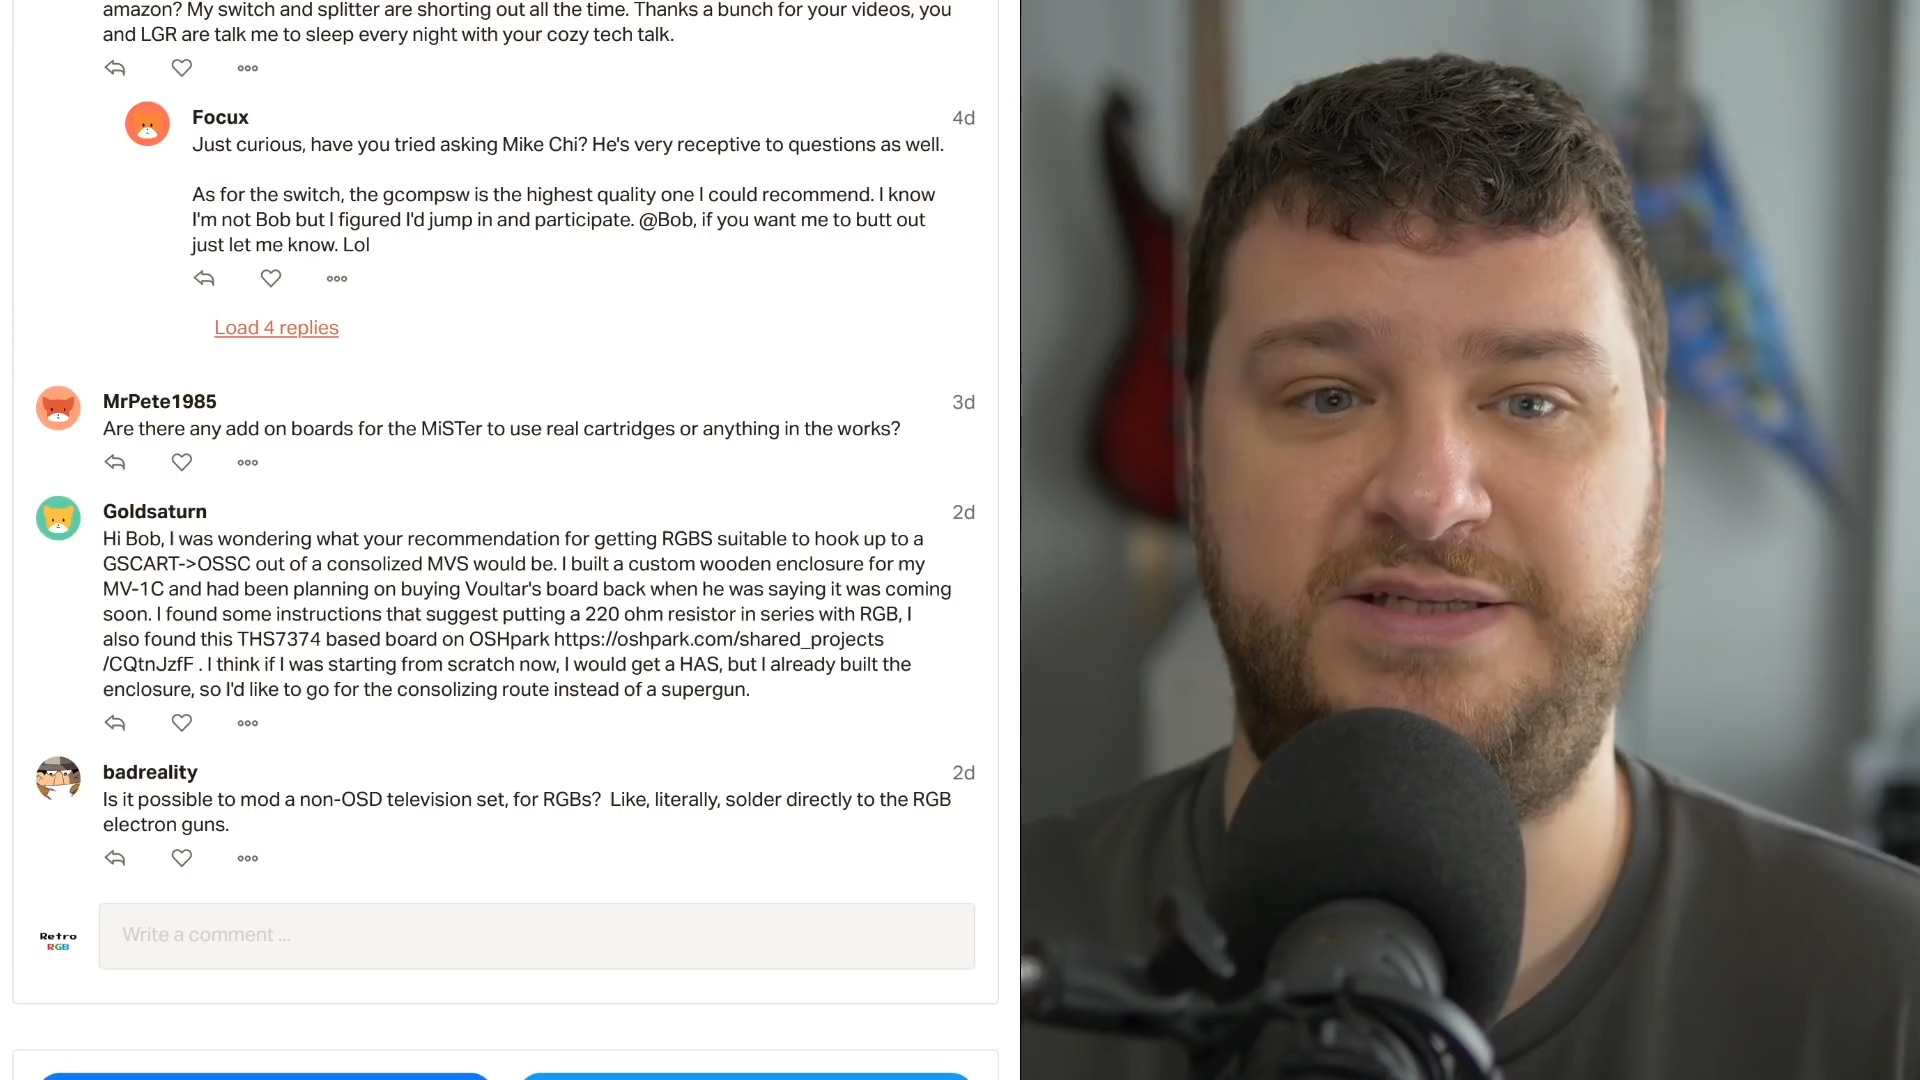 amazon? My switch and splitter are shorting out all the time. Thanks a bunch for your videos, you
and LGR are talk me to sleep every night with your cozy tech talk.
Focux
4d
Just curious, have you tried asking Mike Chi? He's very receptive to questions as well.
As for the switch, the gcompsw is the highest quality one I could recommend. I know
I'm not Bob but I figured I'd jump in and participate. @Bob, if you want me to butt out
just let me know. Lol
Load 4 replies
MrPete1985
3d
Are there any add on boards for the MiSTer to use real cartridges or anything in the works?
Goldsaturn
2d
Hi Bob, I was wondering what your recommendation for getting RGBS suitable to hook up to a
GSCART->OSSC out of a consolized MVS would be. I built a custom wooden enclosure for my
MV-1C and had been planning on buying Voultar's board back when he was saying it was coming
soon. I found some instructions that suggest putting a 220 ohm resistor in series with RGB, I
also found this THS7374 based board on OSHpark https://oshpark.com/shared_projects
/CQtnJzfF . I think if I was starting from scratch now, I would get a HAS, but I already built the
enclosure, so I'd like to go for the consolizing route instead of a supergun.
badreality
2d
Is it possible to mod a non-OSD television set, for RGBs?  Like, literally, solder directly to the RGB
electron guns.
Retro
RGB
Write a comment ...